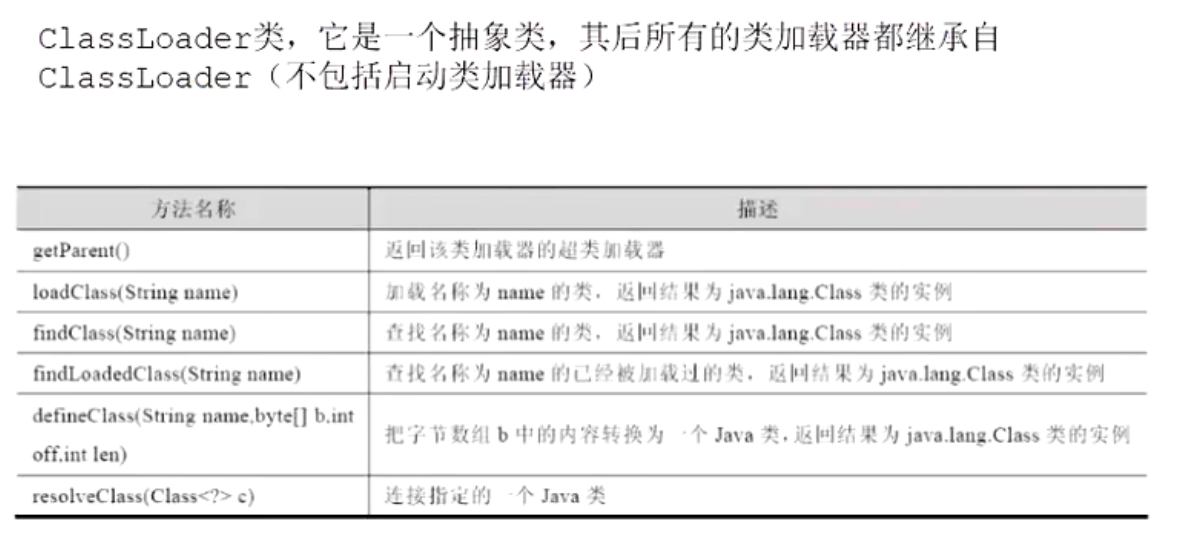 ClassLoader类，它是一个抽象类，其后所有的类加载器都继承自
ClassLoader（不包括启动类加载器）
方法名称 描述
getParent() 返回该类加载器的超类加载器
loadClass(String name) 加载名称为 name 的类，返回结果为 java.lang.Class 类的实例
findClass(String name) 查找名称为 name 的类，返回结果为 java.lang.Class 类的实例
findLoadedClass(String name) 查找名称为 name 的已经被加载过的类，返回结果为 java.lang.Class 类的实例
defineClass(String name,byte[] b,int
off,int len)
把字节数组 b 中的内容转换为一个 Java 类,返回结果为 java.lang.Class 类的实例
resolveClass(Class<?> c) 连接指定的一个 Java 类